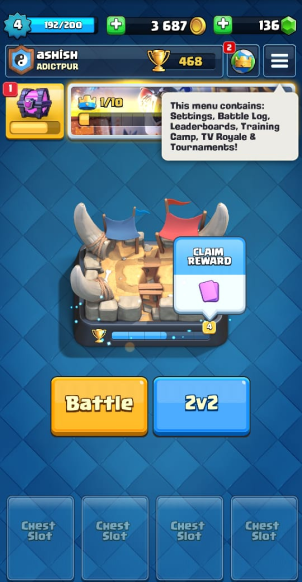 4 192/200 3 687 136
ashish
ADICTPUR
468
2
1
1/10
This menu contains:
Settings, Battle Log,
Leaderboards, Training
Camp, TV Royale &
Tournaments!
CLAIM
REWARD
4
Battle 2v2
Chest Chest Chest Chest
Slot Slot Slot Slot